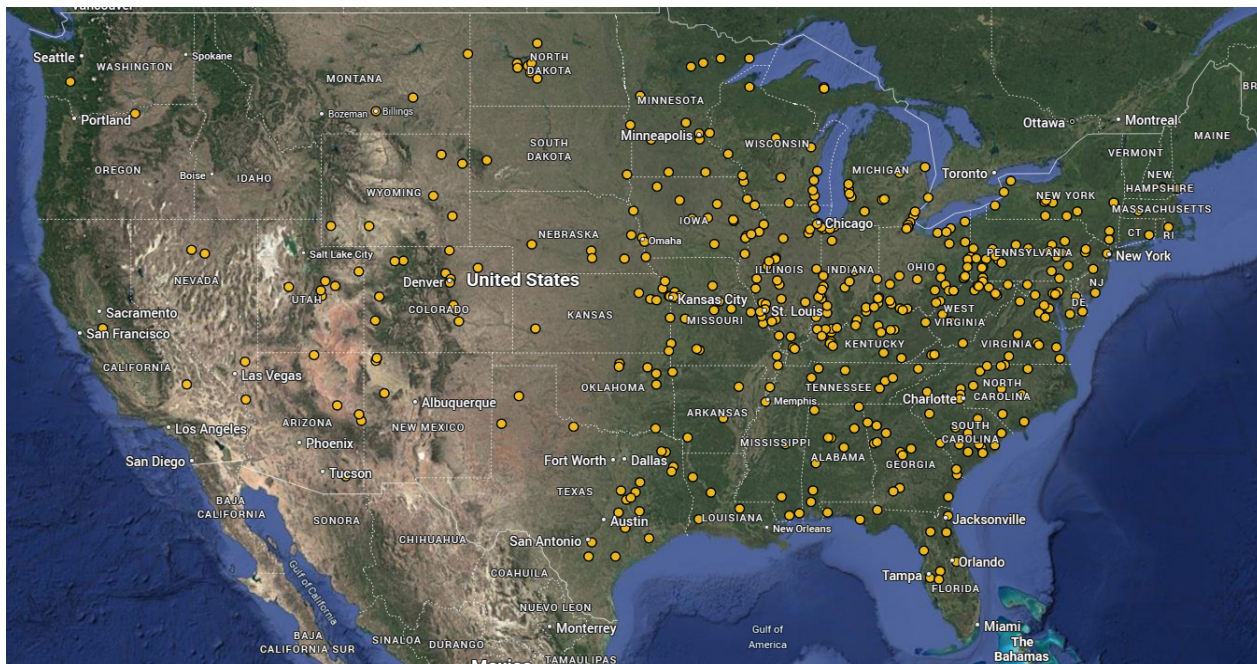 Vancouver
Seattle
Spokane
WASHINGTON
NORTH
DAKOTA
MONTANA
MINNESOTA
Ottawa
Montreal
MAINE
Portland
Bozeman
Billings
Minneapolis
WISCONSIN
VERMONT
OREGON
Boise
IDAHO
SOUTH
DAKOTA
MICHIGAN
Toronto
NEW
HAMPSHIRE
WYOMING
NEW YORK
MASSACHUSETTS
IOWA
Chicago
CT
RI
NEBRASKA
Omaha
Salt Lake City
PENNSYLVANIA
New York
NEVADA
Denver
United States
ILLINOIS
INDIANA
OHIO
NJ
UTAH
Kansas City
DE
Sacramento
COLORADO
KANSAS
MISSOURI
St. Louis
WEST
VIRGINIA
San Francisco
KENTUCKY
VIRGINIA
CALIFORNIA
Las Vegas
OKLAHOMA
TENNESSEE
NORTH
CAROLINA
Albuquerque
Memphis
Charlotte
ARKANSAS
Los Angeles
ARIZONA
NEW MEXICO
SOUTH
CAROLINA
Phoenix
MISSISSIPPI
San Diego
Fort Worth
Dallas
ALABAMA
GEORGIA
Tucson
TEXAS
BAJA
CALIFORNIA
SONORA
Austin
LOUISIANA
Jacksonville
New Orleans
CHIHUAHUA
San Antonio
Orlando
COAHUILA
Tampa
FLORIDA
Gulf of California
NUEVO LEON
Monterrey
Gulf of
America
Miami
The
Bahamas
BAJA
CALIFORNIA SUR
SINALOA
DURANGO
TAMAULIPAS